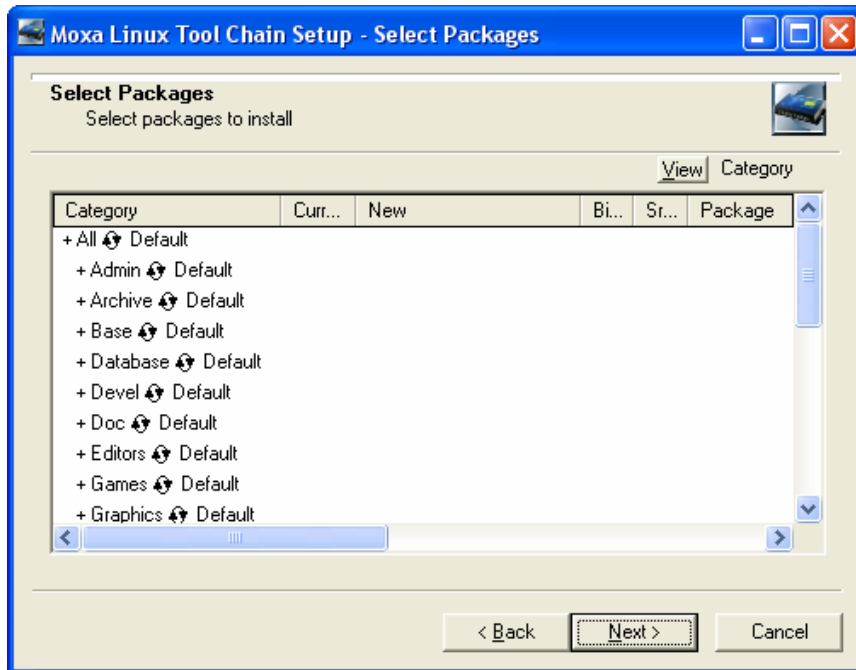 Moxa Linux Tool Chain Setup - Select Packages
Select Packages
Select packages to install
View Category
Category Curr... New Bi... Sr... Package
+ All Default
+ Admin Default
+ Archive Default
+ Base Default
+ Database Default
+ Devel Default
+ Doc Default
+ Editors Default
+ Games Default
+ Graphics Default
< Back Next > Cancel